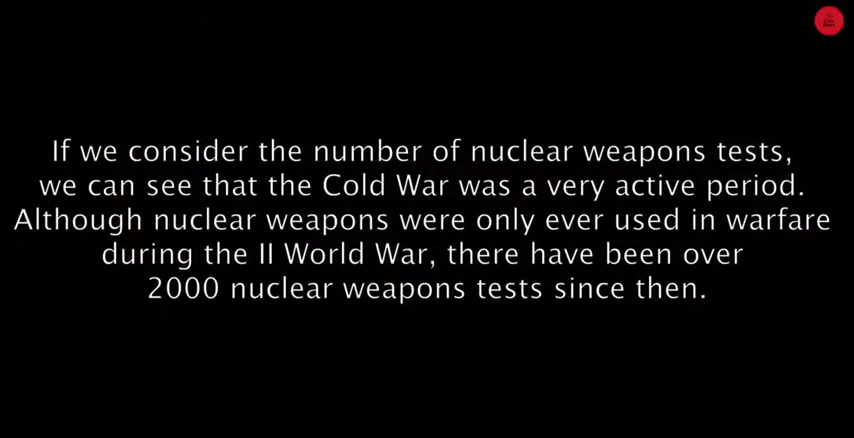 If we consider the number of nuclear weapons tests,
we can see that the Cold War was a very active period.
Although nuclear weapons were only ever used in warfare
during the II World War, there have been over
2000 nuclear weapons tests since then.